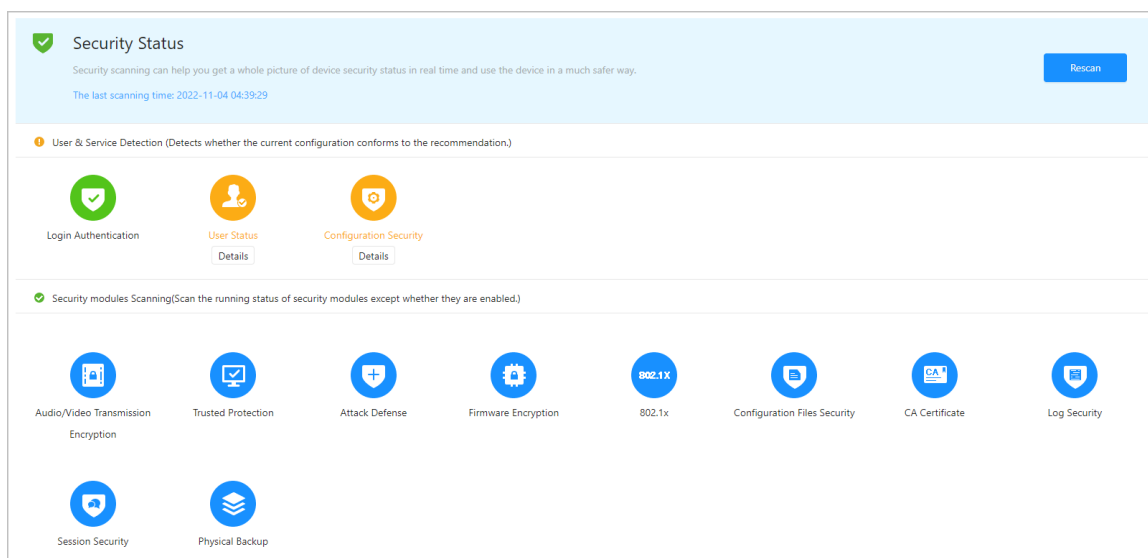 Security Status
Security scanning can help you get a whole picture of device security status in real time and use the device in a much safer way.
Rescan
The last scanning time: 2022-11-04 04:39:29
User & Service Detection (Detects whether the current configuration conforms to the recommendation.)
Login Authentication
User Status
Configuration Security
Details
Details
Security modules Scanning(Scan the running status of security modules except whether they are enabled.)
802.1X
CA
Audio/Video Transmission
Encryption
Trusted Protection
Attack Defense
Firmware Encryption
802.1x
Configuration Files Security
CA Certificate
Log Security
Session Security
Physical Backup